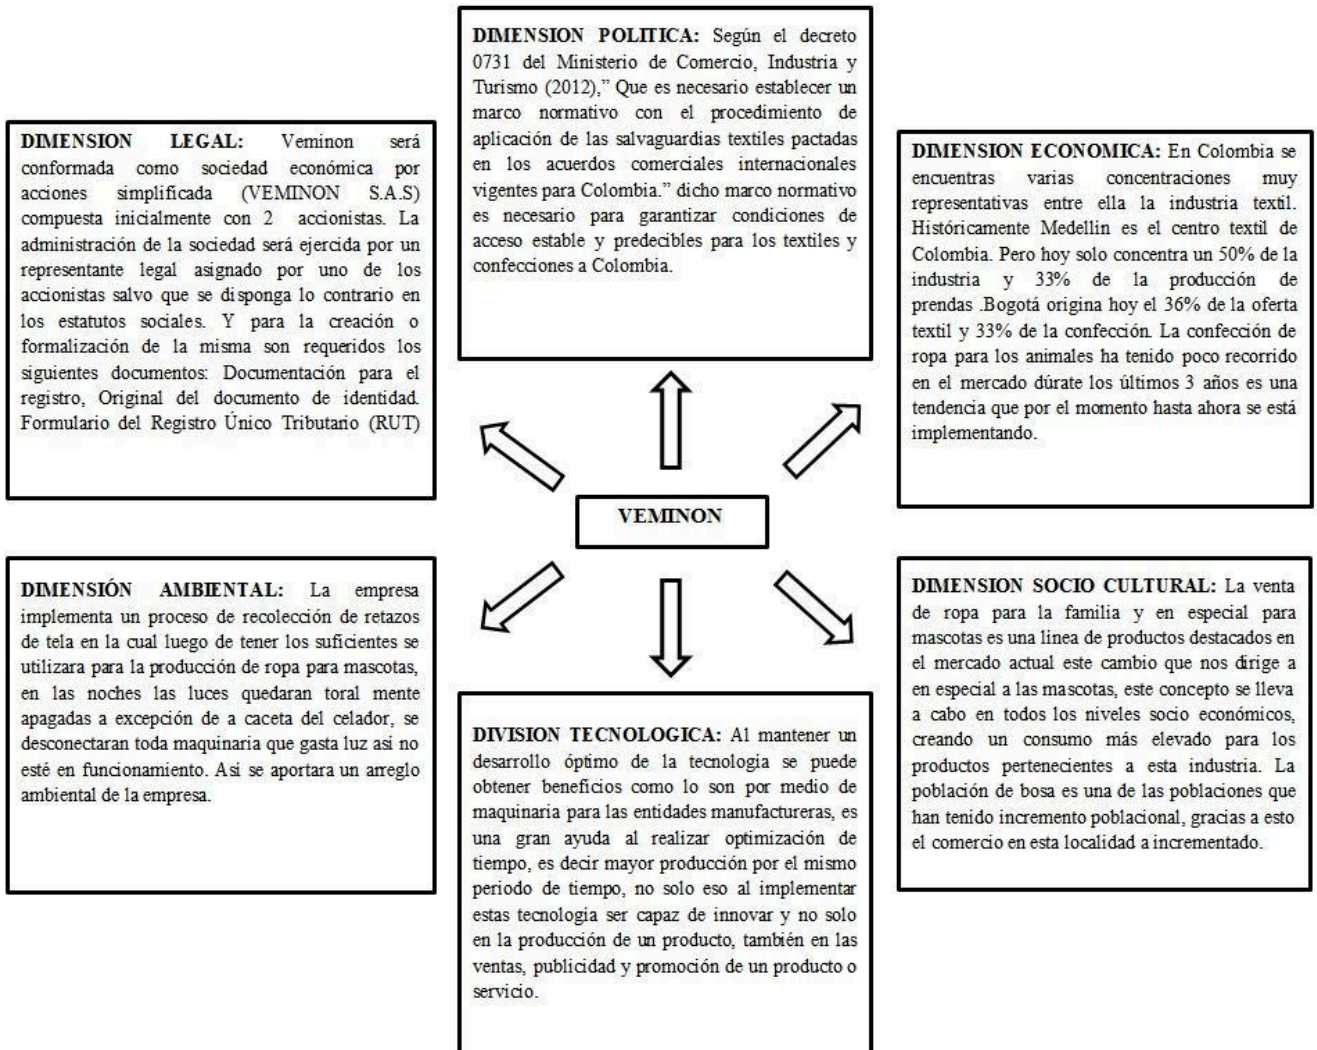 DIMENSION POLITICA: Según el decreto
0731 del Ministerio de Comercio, Industria y
Turismo (2012),” Que es necesario establecer un
marco normativo con el procedimiento de
aplicación de las salvaguardias textiles pactadas
en los acuerdos comerciales internacionales
vigentes para Colombia.” dicho marco normativo
es necesario para garantizar condiciones de
acceso estable y predecibles para los textiles y
confecciones a Colombia.
DIMENSION LEGAL: Veminon será
conformada como sociedad económica por
acciones simplificada (VEMINON S.A.S)
compuesta inicialmente con 2 accionistas. La
administración de la sociedad será ejercida por un
representante legal asignado por uno de los
accionistas salvo que se disponga lo contrario en
los estatutos sociales. Y para la creación o
formalización de la misma son requeridos los
siguientes documentos: Documentación para el
registro, Original del documento de identidad.
Formulario del Registro Único Tributario (RUT)
DIMENSION ECONOMICA: En Colombia se
encuentras varias concentraciones muy
representativas entre ella la industria textil.
Históricamente Medellin es el centro textil de
Colombia. Pero hoy solo concentra un 50% de la
industria y 33% de la producción de
prendas .Bogotá origina hoy el 36% de la oferta
textil y 33% de la confección. La confección de
ropa para los animales ha tenido poco recorrido
en el mercado dúrate los últimos 3 años es una
tendencia que por el momento hasta ahora se está
implementando.
VEMINON
DIMENSIÓN AMBIENTAL: La empresa
implementa un proceso de recolección de retazos
de tela en la cual luego de tener los suficientes se
utilizara para la producción de ropa para mascotas,
en las noches las luces quedaran toral mente
apagadas a excepción de a caceta del celador, se
desconectaran toda maquinaria que gasta luz así no
esté en funcionamiento. Asi se aportara un arreglo
ambiental de la empresa.
DIVISION TECNOLOGICA: Al mantener un
desarrollo óptimo de la tecnología se puede
obtener beneficios como lo son por medio de
maquinaria para las entidades manufactureras, es
una gran ayuda al realizar optimización de
tiempo, es decir mayor producción por el mismo
periodo de tiempo, no solo eso al implementar
estas tecnología ser capaz de innovar y no solo
en la producción de un producto, también en las
ventas, publicidad y promoción de un producto o
servicio.
DIMENSION SOCIO CULTURAL: La venta
de ropa para la familia y en especial para
mascotas es una linea de productos destacados en
el mercado actual este cambio que nos dirige a
en especial a las mascotas, este concepto se lleva
a cabo en todos los niveles socio económicos,
creando un consumo más elevado para los
productos pertenecientes a esta industria. La
población de bosa es una de las poblaciones que
han tenido incremento poblacional, gracias a esto
el comercio en esta localidad a incrementado.